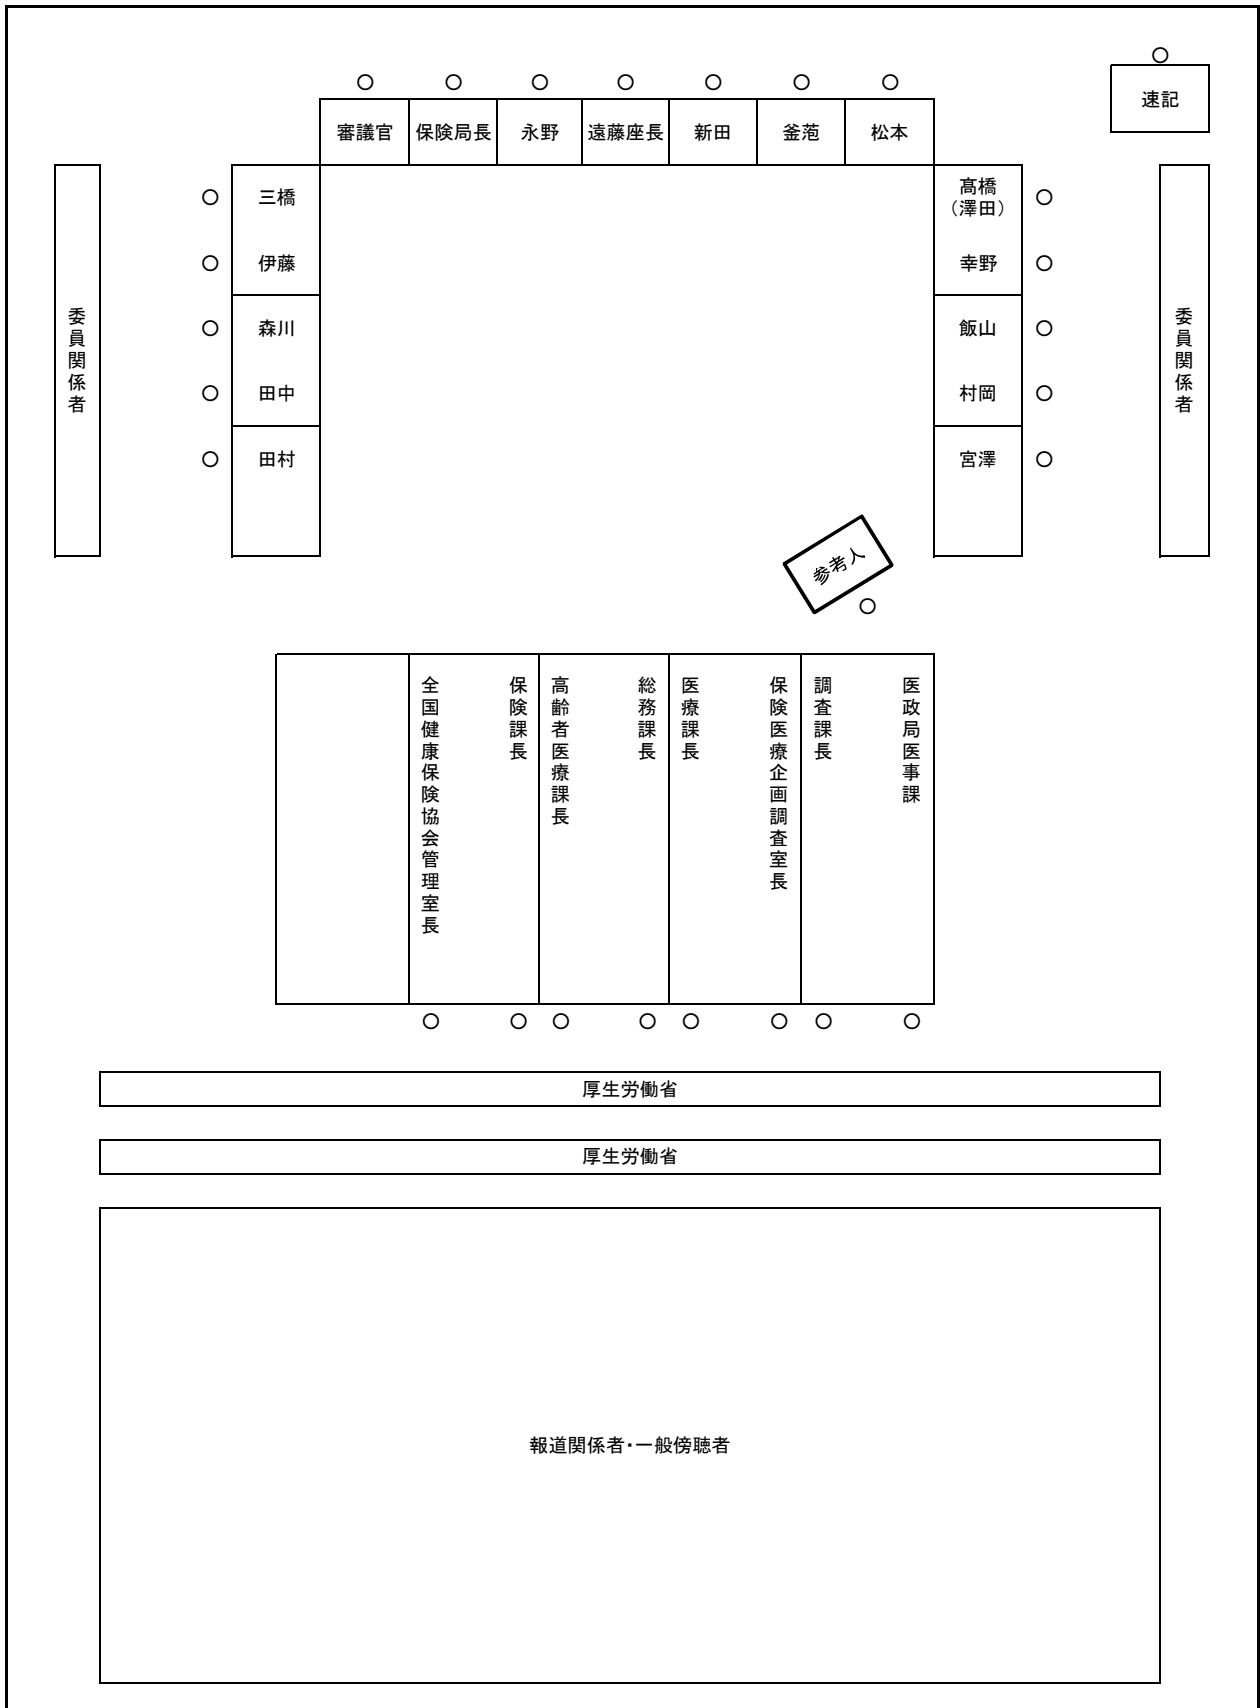 速記
審議官
保険局長
永野
遠藤座長
新田
釜萢
松本
三橋
伊藤
森川
田中
田村
髙橋
（澤田）
幸野
飯山
村岡
宮澤
委員関係者
委員関係者
参考人
全国健康保険協会管理室長
保険課長
高齢者医療課長
総務課長
医療課長
保険医療企画調査室長
調査課長
医政局医事課
厚生労働省
厚生労働省
報道関係者・一般傍聴者